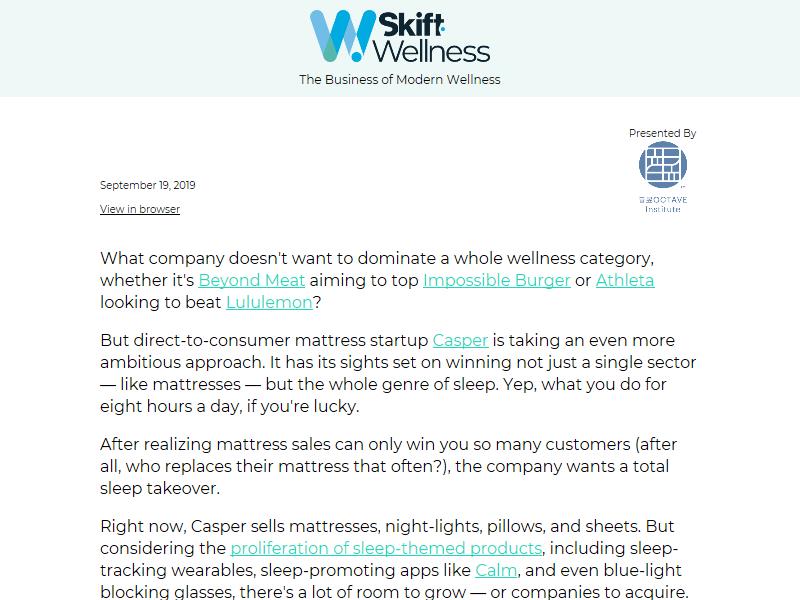 Skift
Wellness
The Business of Modern Wellness
Presented By
OCTAVE
Institute
September 19, 2019
View in browser
What company doesn't want to dominate a whole wellness category,
whether it's Beyond Meat aiming to top Impossible Burger or Athleta
looking to beat Lululemon?
But direct-to-consumer mattress startup Casper is taking an even more
ambitious approach. It has its sights set on winning not just a single sector
— like mattresses — but the whole genre of sleep. Yep, what you do for
eight hours a day, if you're lucky.
After realizing mattress sales can only win you so many customers (after
all, who replaces their mattress that often?), the company wants a total
sleep takeover.
Right now, Casper sells mattresses, night-lights, pillows, and sheets. But
considering the proliferation of sleep-themed products, including sleep-
tracking wearables, sleep-promoting apps like Calm, and even blue-light
blocking glasses, there's a lot of room to grow — or companies to acquire.